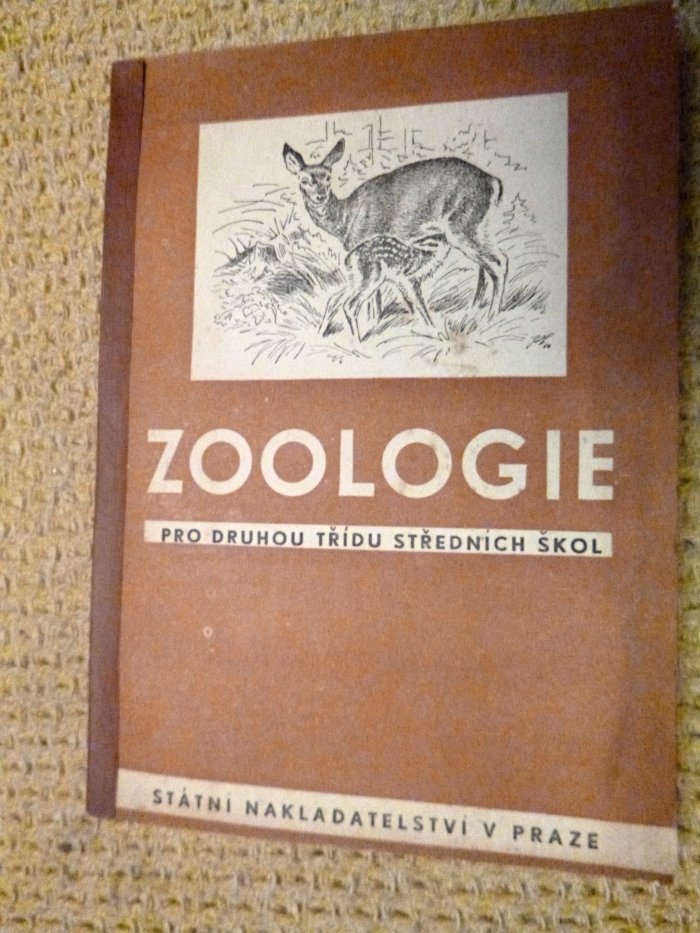 ZOOLOGIE
PRO DRUHOU TŘÍDU STŘEDNÍCH ŠKOL
STÁTNÍ NAKLADATELSTVÍ V PRAZE